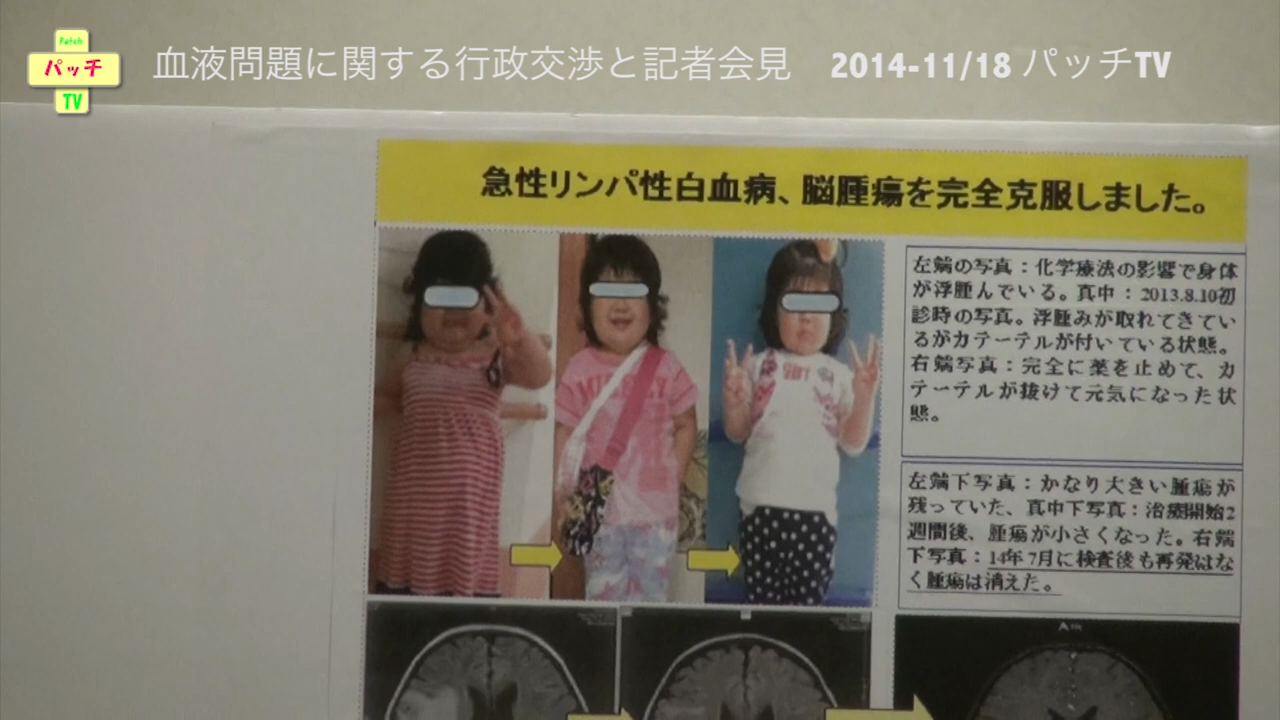 Patch
パッチ
TV
血液問題に関する行政交渉と記者会見 2014-11/18 パッチTV
急性リンパ性白血病、脳腫瘍を完全克服しました。
左端の写真：化学療法の影響で身体
が浮腫んでいる。真中：2013.8.10初
診時の写真。浮腫みが取れてきてい
るがカテーテルが付いている状態。
右端写真：完全に薬を止めて、カ
テーテルが抜けて元気になった状
態。
左端下写真：かなり大きい腫瘍が
残っていた、真中下写真：治療開始2
週間後、腫瘍が小さくなった。右端
下写真：14年7月に検査後も再発はな
く腫瘍は消えた。